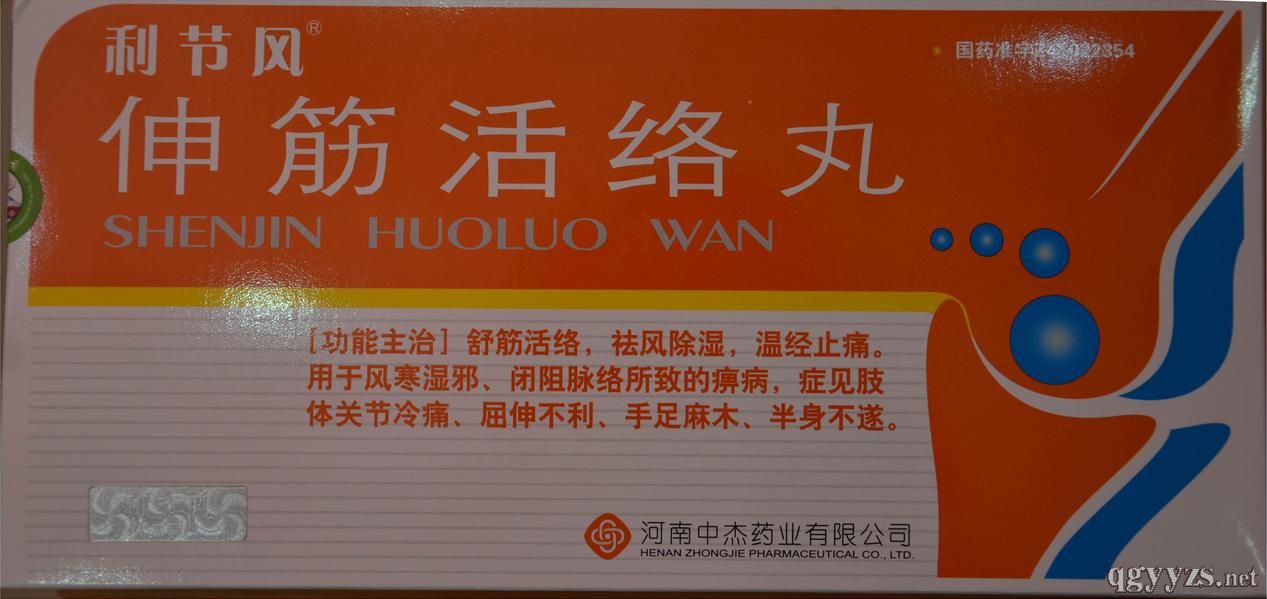 利节风®
国药准字
伸筋活络丸
SHENJIN HUOLUO WAN
[功能主治] 舒筋活络，祛风除湿，温经止痛。
用于风寒湿邪、闭阻脉络所致的痹病，症见肢
体关节冷痛、屈伸不利、手足麻木、半身不遂。
利节风
河南中杰药业有限公司
HENAN ZHONGJIE PHARMACEUTICAL CO., LTD.
qgyyzs.net